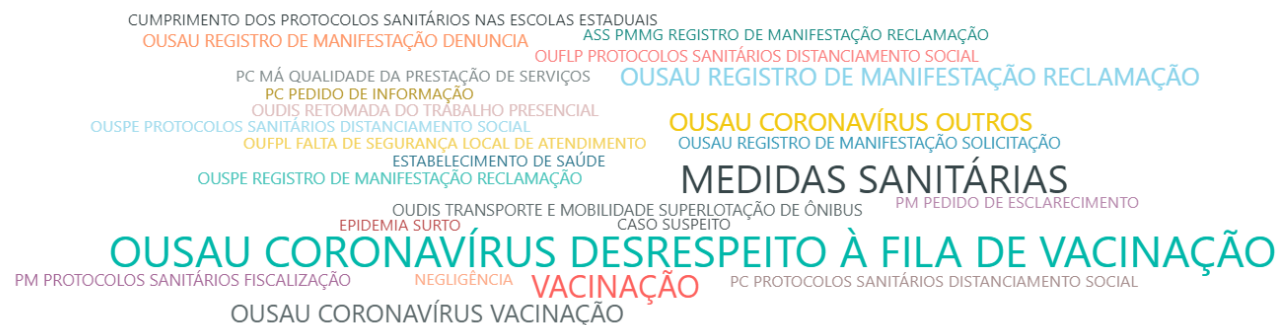 CUMPRIMENTO DOS PROTOCOLOS SANITÁRIOS NAS ESCOLAS ESTADUAIS
OUSAU REGISTRO DE MANIFESTAÇÃO DENUNCIA
ASS PMMG REGISTRO DE MANIFESTAÇÃO RECLAMAÇÃO
OUFLP PROTOCOLOS SANITÁRIOS DISTANCIAMENTO SOCIAL
PC MÁ QUALIDADE DA PRESTAÇÃO DE SERVIÇOS
OUSAU REGISTRO DE MANIFESTAÇÃO RECLAMAÇÃO
PC PEDIDO DE INFORMAÇÃO
OUDIS RETOMADA DO TRABALHO PRESENCIAL
OUSPE PROTOCOLOS SANITÁRIOS DISTANCIAMENTO SOCIAL
OUSAU CORONAVÍRUS OUTROS
OUFPL FALTA DE SEGURANÇA LOCAL DE ATENDIMENTO
OUSAU REGISTRO DE MANIFESTAÇÃO SOLICITAÇÃO
ESTABELECIMENTO DE SAÚDE
OUSPE REGISTRO DE MANIFESTAÇÃO RECLAMAÇÃO
MEDIDAS SANITÁRIAS
PM PEDIDO DE ESCLARECIMENTO
OUDIS TRANSPORTE E MOBILIDADE SUPERLOTAÇÃO DE ÔNIBUS
EPIDEMIA SURTO
CASO SUSPEITO
OUSAU CORONAVÍRUS DESRESPEITO À FILA DE VACINAÇÃO
PM PROTOCOLOS SANITÁRIOS FISCALIZAÇÃO
NEGLIGÊNCIA
VACINAÇÃO
PC PROTOCOLOS SANITÁRIOS DISTANCIAMENTO SOCIAL
OUSAU CORONAVÍRUS VACINAÇÃO